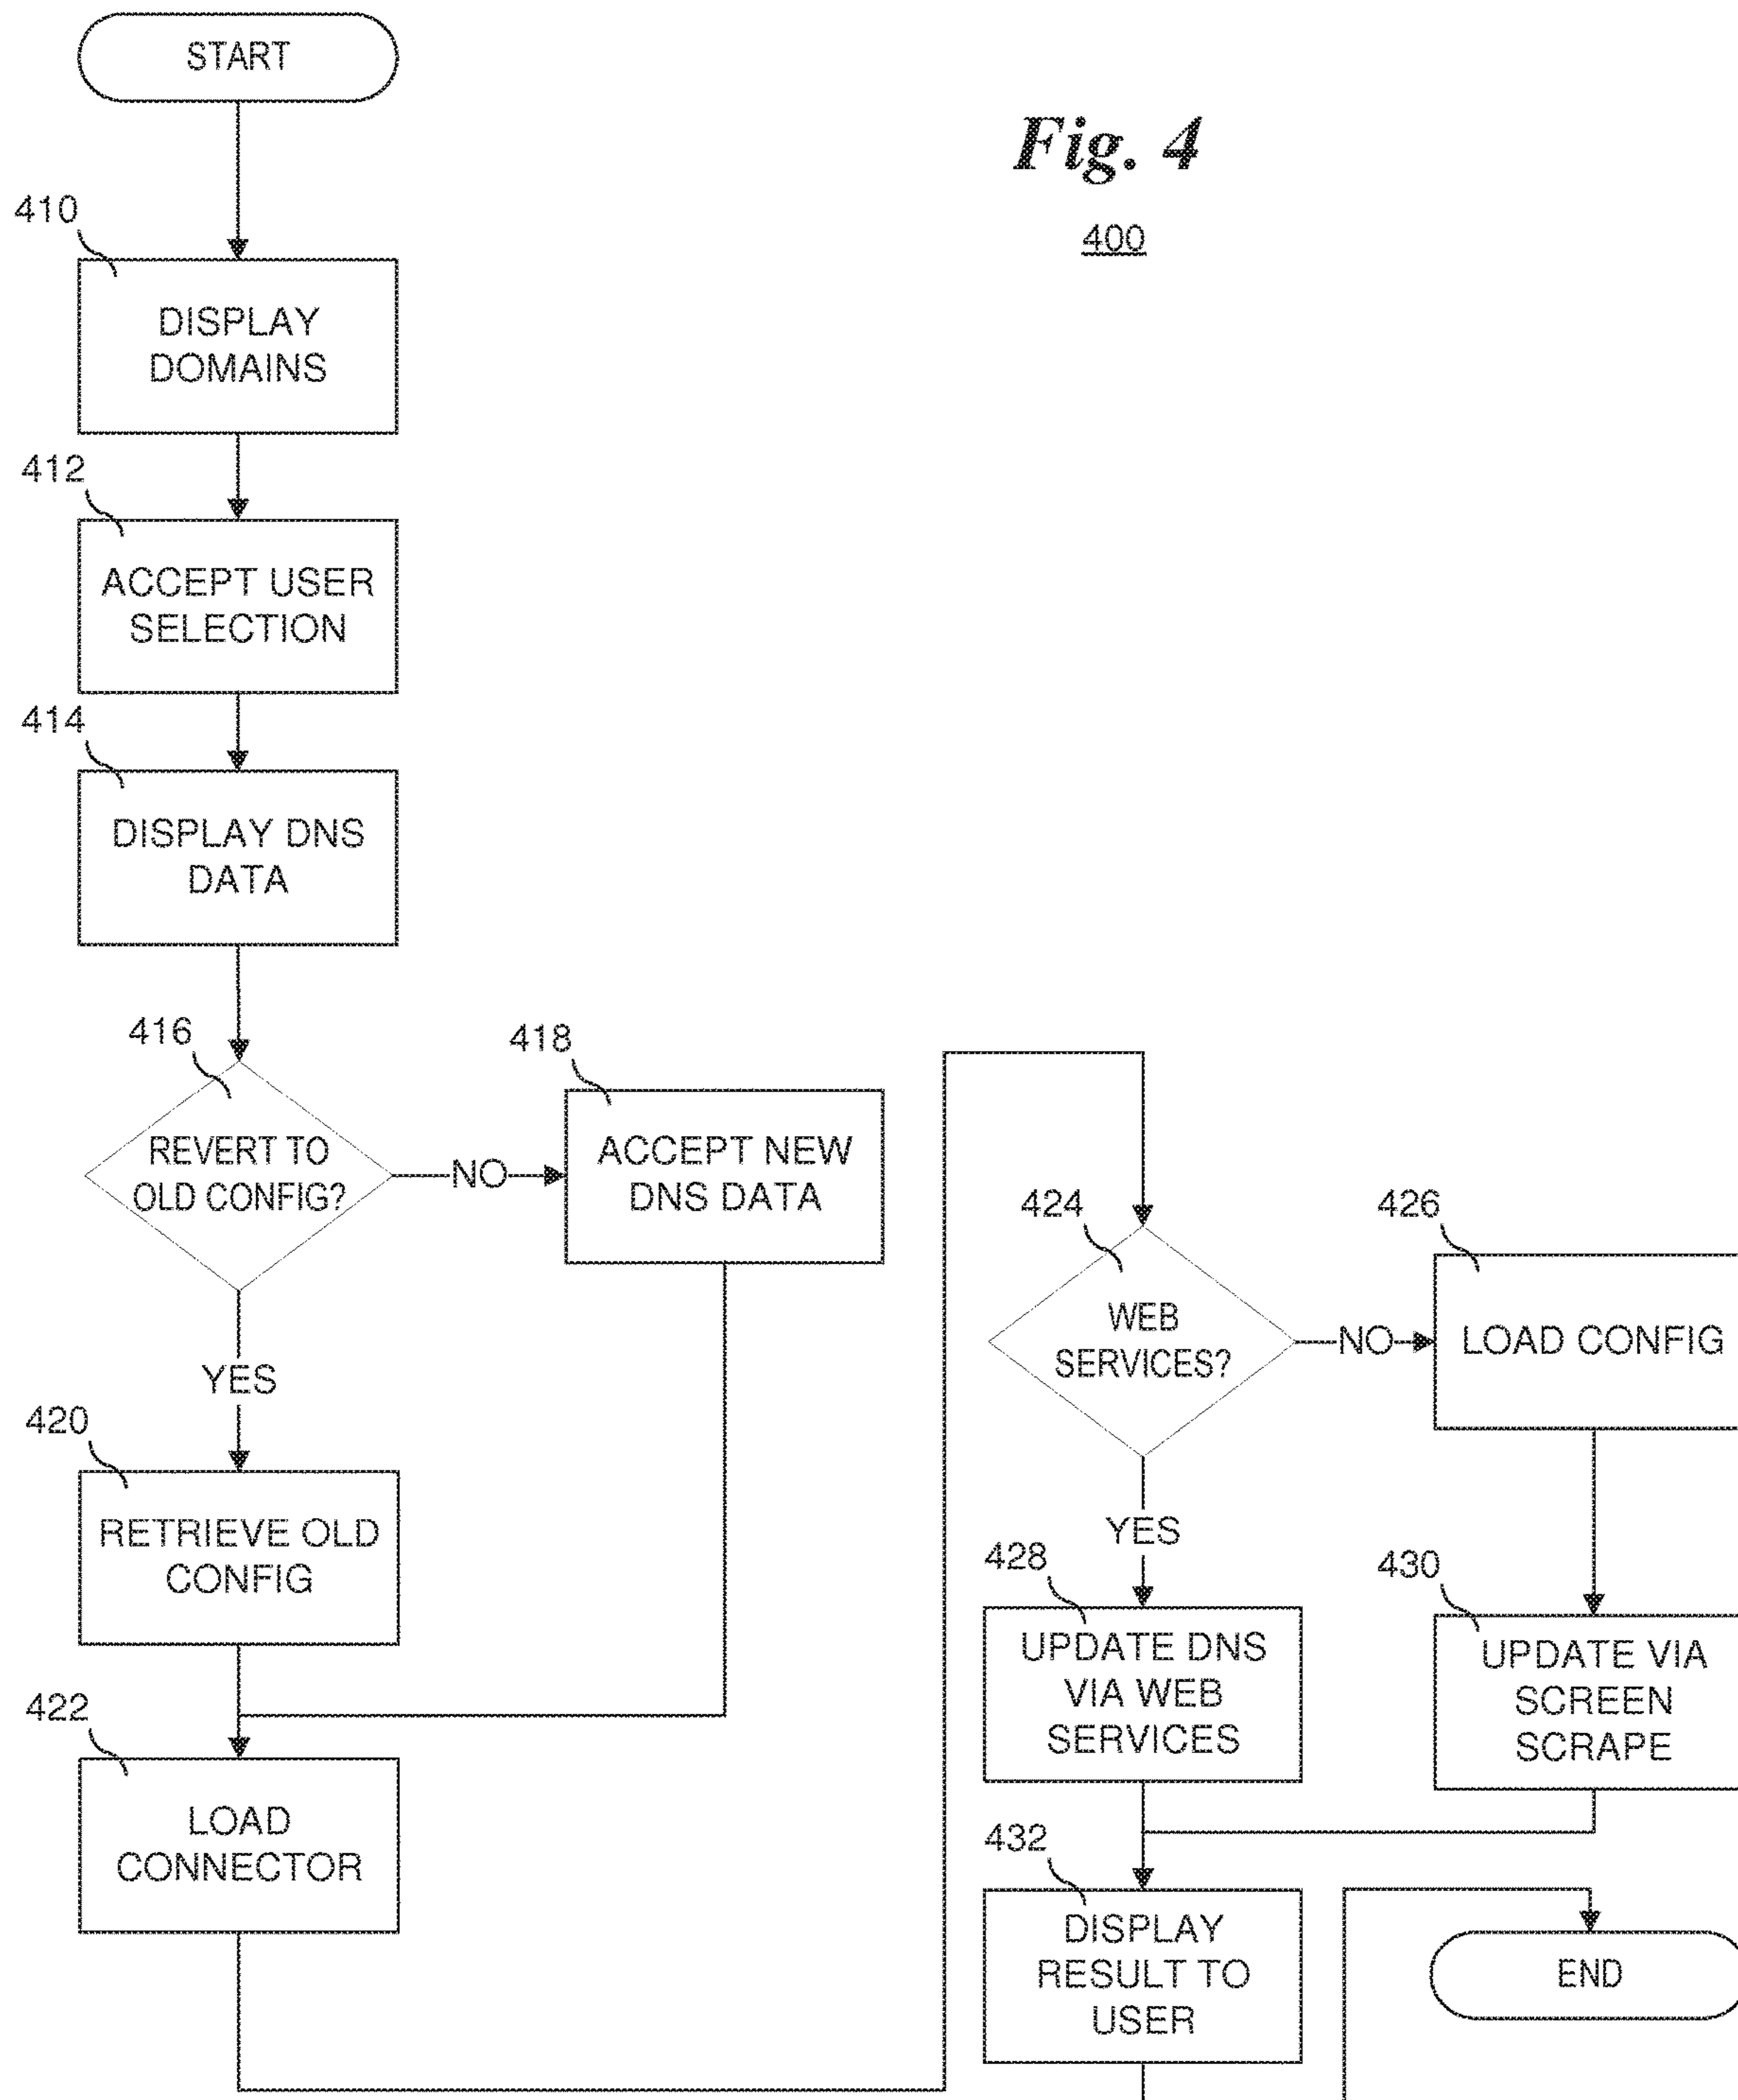 START
Fig. 4
400
410
DISPLAY
DOMAINS
412
ACCEPT USER
SELECTION
414
DISPLAY DNS
DATA
416
REVERT TO
OLD CONFIG?
NO
418
ACCEPT NEW
DNS DATA
YES
420
RETRIEVE OLD
CONFIG
422
LOAD
CONNECTOR
424
WEB
SERVICES?
NO
426
LOAD CONFIG
YES
428
UPDATE DNS
VIA WEB
SERVICES
430
UPDATE VIA
SCREEN
SCRAPE
432
DISPLAY
RESULT TO
USER
END